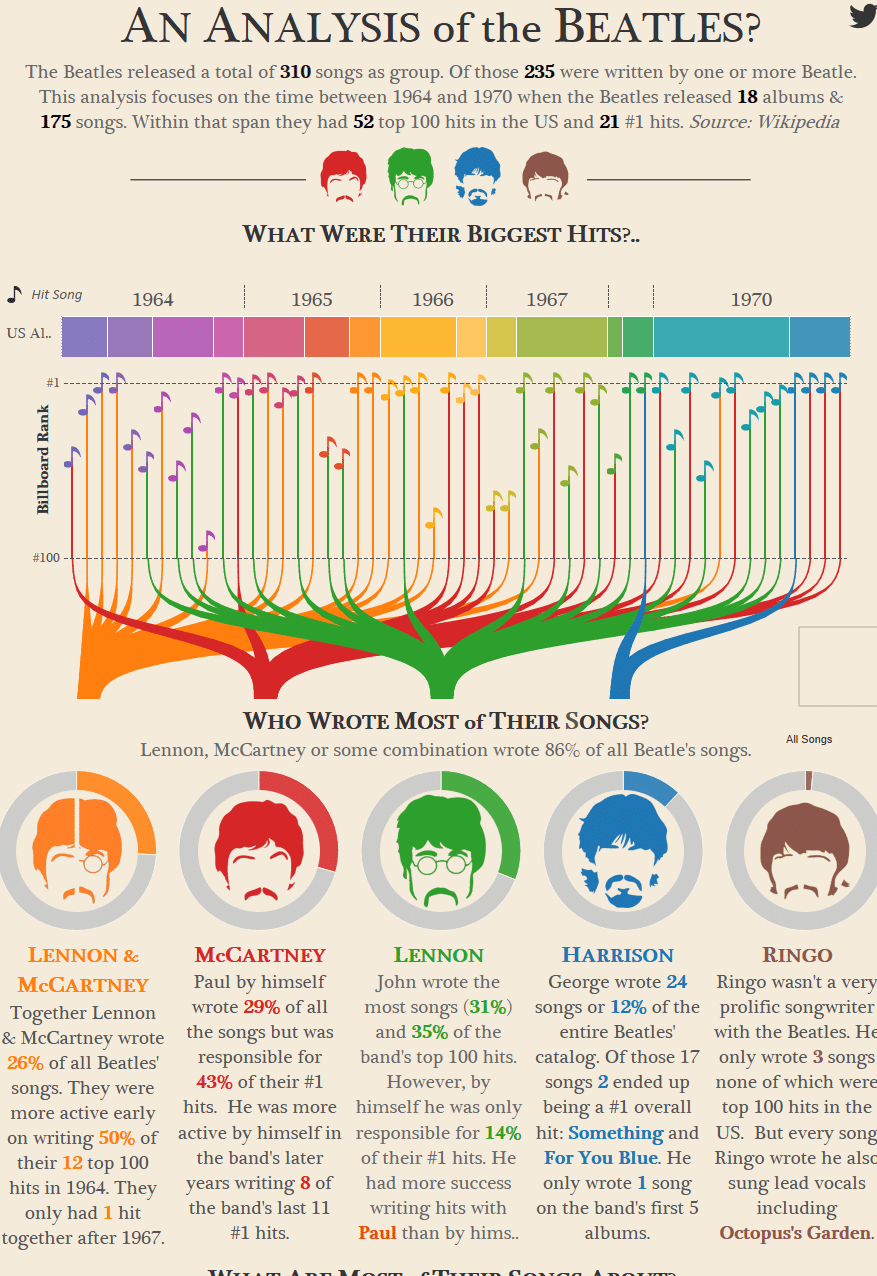 AN ANALYSIS of the BEATLES?
The Beatles released a total of 310 songs as group. Of those 235 were written by one or more Beatle.
This analysis focuses on the time between 1964 and 1970 when the Beatles released 18 albums &
175 songs. Within that span they had 52 top 100 hits in the US and 21 #1 hits. Source: Wikipedia
WHAT WERE THEIR BIGGEST HITS?..
Hit Song
1964
1965
1966
1967
1970
US Al..
#1
Billboard Rank
#100
WHO WROTE MOST of THEIR SONGS?
Lennon, McCartney or some combination wrote 86% of all Beatle's songs.
All Songs
LENNON &
MCCARTNEY
Together Lennon
& McCartney wrote
26% of all Beatles'
songs. They were
more active early
on writing 50% of
their 12 top 100
hits in 1964. They
only had 1 hit
together after 1967.
McCARTNEY
Paul by himself
wrote 29% of all
the songs but was
responsible for
43% of their #1
hits. He was more
active by himself in
the band's later
years writing 8 of
the band's last 11
#1 hits.
LENNON
John wrote the
most songs (31%)
and 35% of the
band's top 100 hits.
However, by
himself he was only
responsible for 14%
of their #1 hits. He
had more success
writing hits with
Paul than by hims..
HARRISON
George wrote 24
songs or 12% of the
entire Beatles'
catalog. Of those 17
songs 2 ended up
being a #1 overall
hit: Something and
For You Blue. He
only wrote 1 song
on the band's first 5
albums.
RINGO
Ringo wasn't a very
prolific songwriter
with the Beatles. He
only wrote 3 songs
none of which were
top 100 hits in the
US. But every song
Ringo wrote he also
sung lead vocals
including
Octopus's Garden.
WHAT ARE MOST of THEIR SONGS ABOUT?